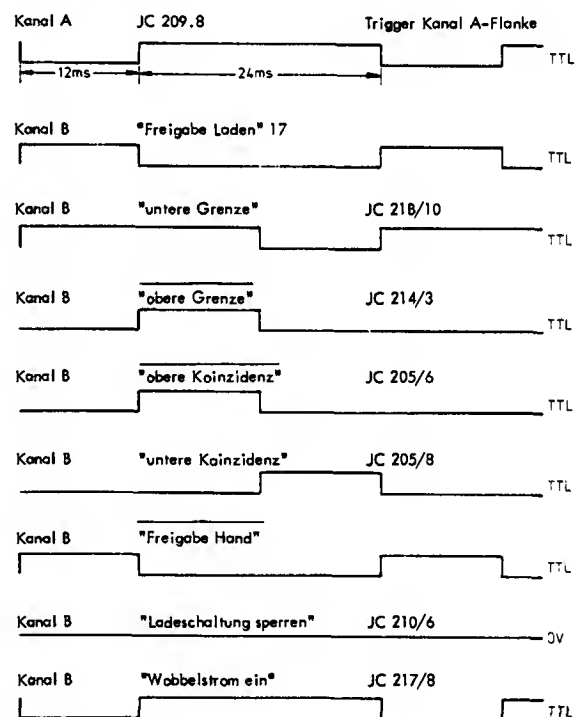 Kanal A JC 209.8 Trigger Kanal A-Flanke
TTL
12ms 24ms
Kanal B "Freigabe Laden" 17
TTL
Kanal B "untere Grenze" JC 218/10
TTL
Kanal B "obere Grenze" JC 214/3
TTL
Kanal B "obere Koinzidenz" JC 205/6
TTL
Kanal B "untere Koinzidenz" JC 205/8
TTL
Kanal B "Freigabe Hand"
TTL
Kanal B "Ladeschaltung sperren" JC 210/6
0V
Kanal B "Wobbelstrom ein" JC 217/8
TTL